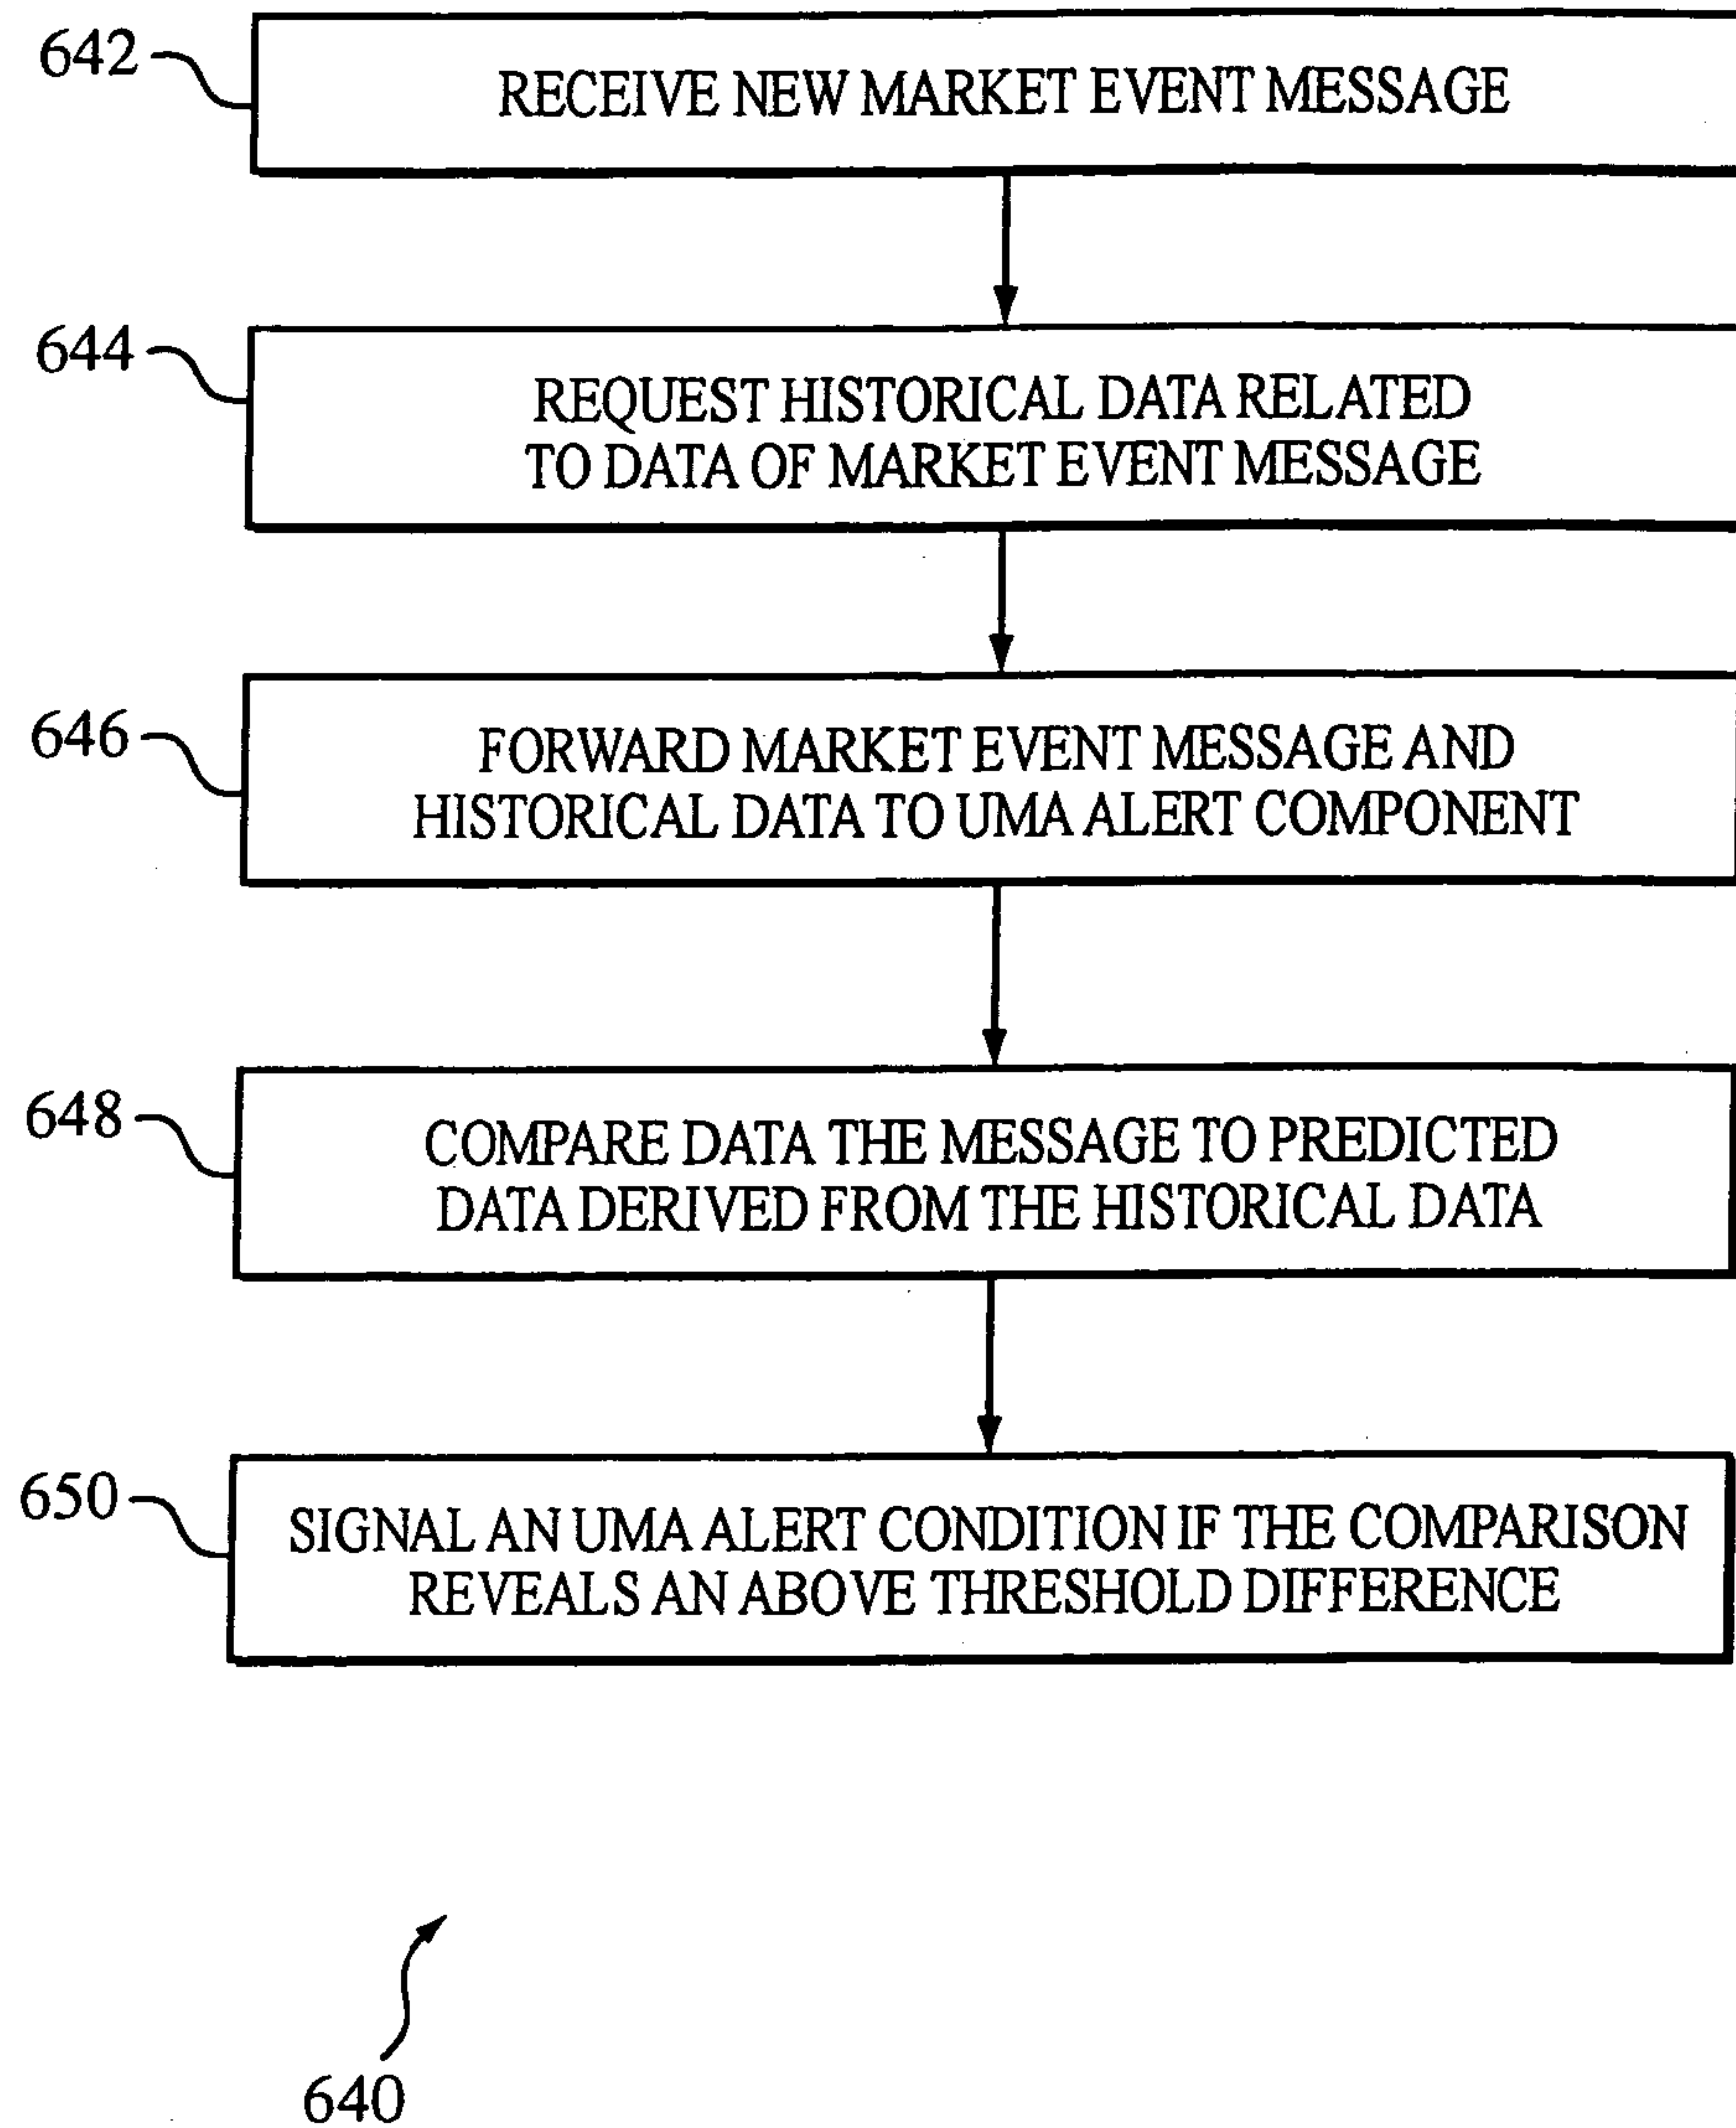 642
RECEIVE NEW MARKET EVENT MESSAGE
644
REQUEST HISTORICAL DATA RELATED
TO DATA OF MARKET EVENT MESSAGE
646
FORWARD MARKET EVENT MESSAGE AND
HISTORICAL DATA TO UMA ALERT COMPONENT
648
COMPARE DATA THE MESSAGE TO PREDICTED
DATA DERIVED FROM THE HISTORICAL DATA
650
SIGNAL AN UMA ALERT CONDITION IF THE COMPARISON
REVEALS AN ABOVE THRESHOLD DIFFERENCE
640